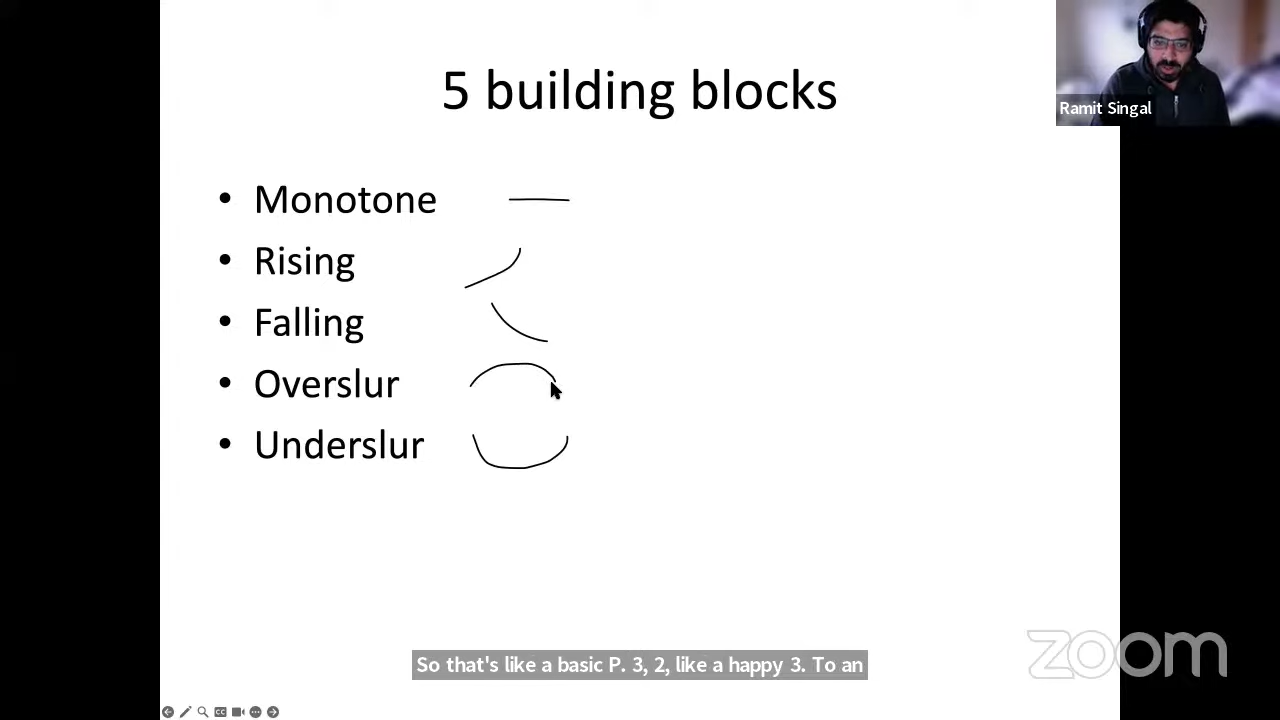 5 building blocks
Ramit Singal
• Monotone
• Rising
• Falling
• Overslur
• Underslur
So that's like a basic P. 3, 2, like a happy 3. To an
zoom